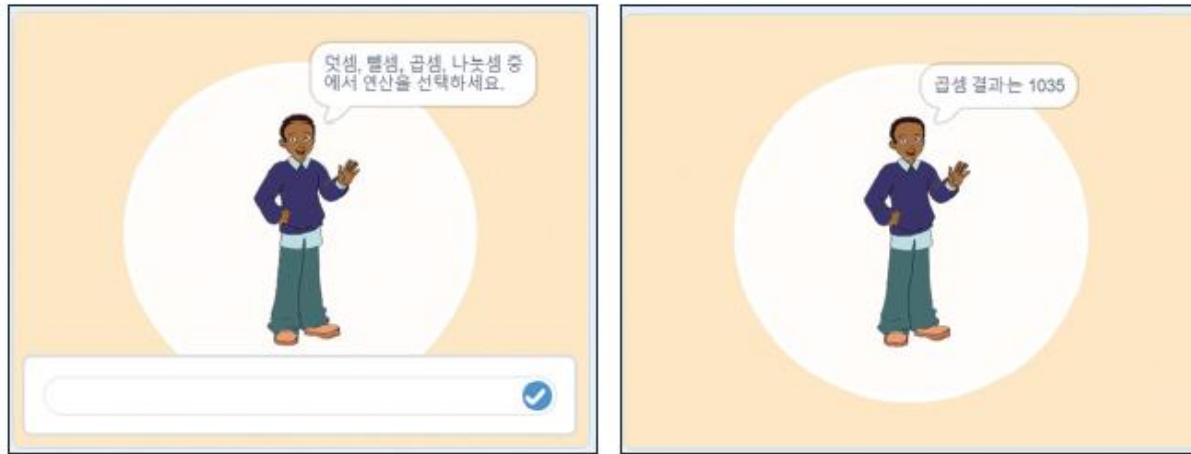 덧셈, 뺄셈, 곱셈, 나눗셈 중
에서 연산을 선택하세요.
곱셈 결과는 1035